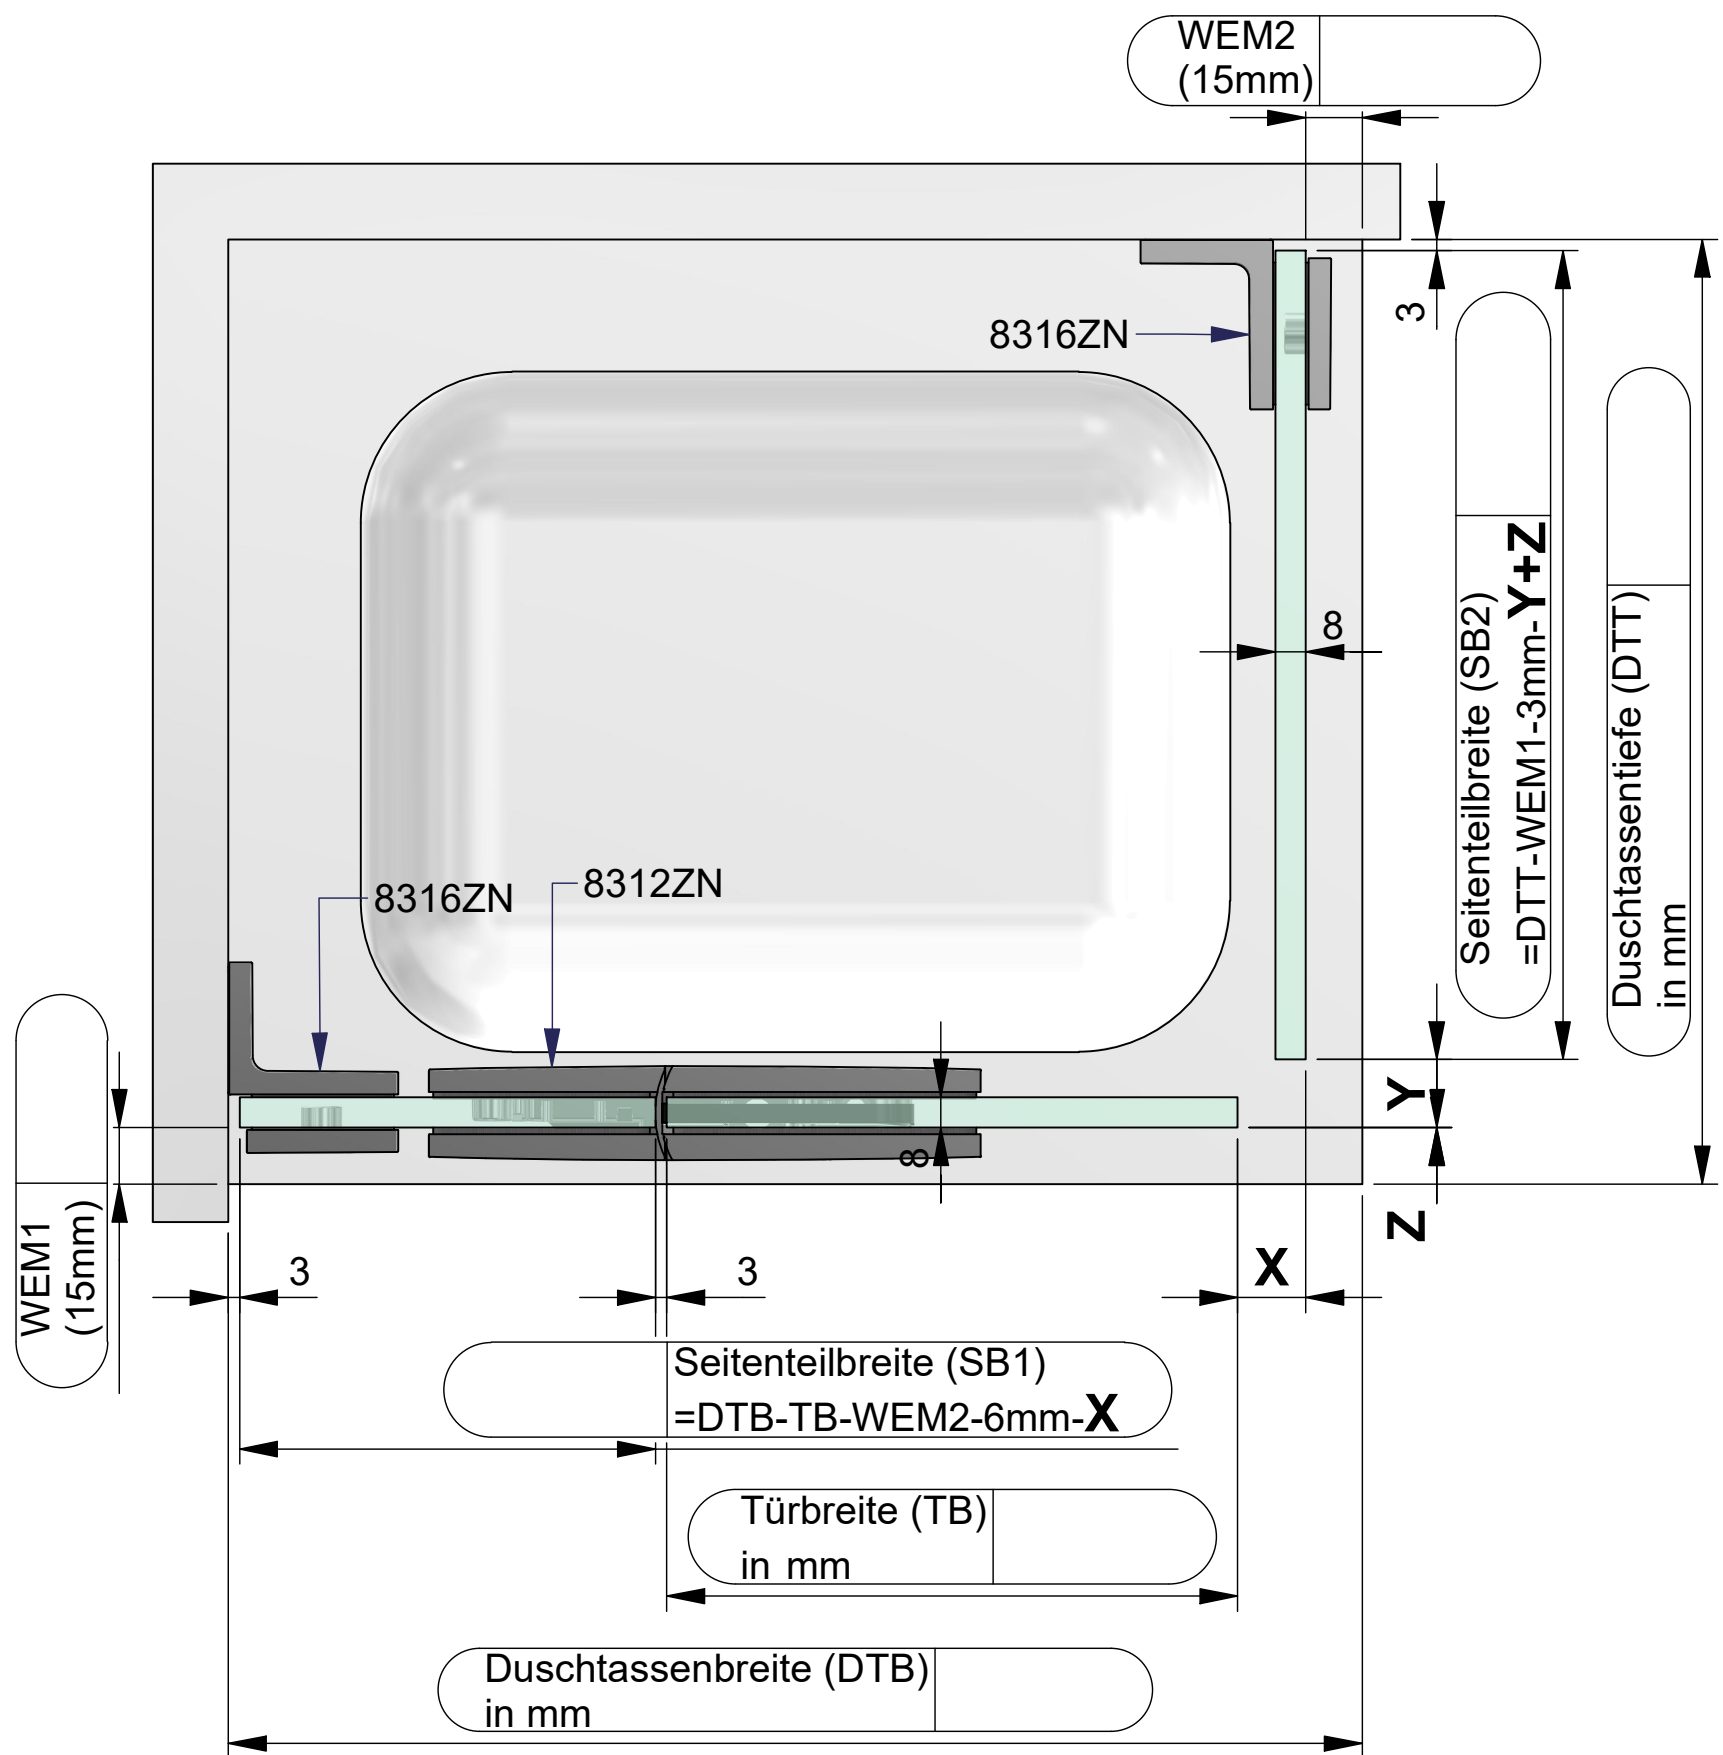 WEM2
(15mm)
3
8316ZN
8
Seitenteilbreite (SB2)
=DTT-WEM1-3mm-Y+Z
Duschtassentiefe (DTT)
in mm
8316ZN
8312ZN
Y
8
Z
WEM1
(15mm)
3
3
X
Seitenteilbreite (SB1)
=DTB-TB-WEM2-6mm-X
Türbreite (TB)
in mm
Duschtassenbreite (DTB)
in mm